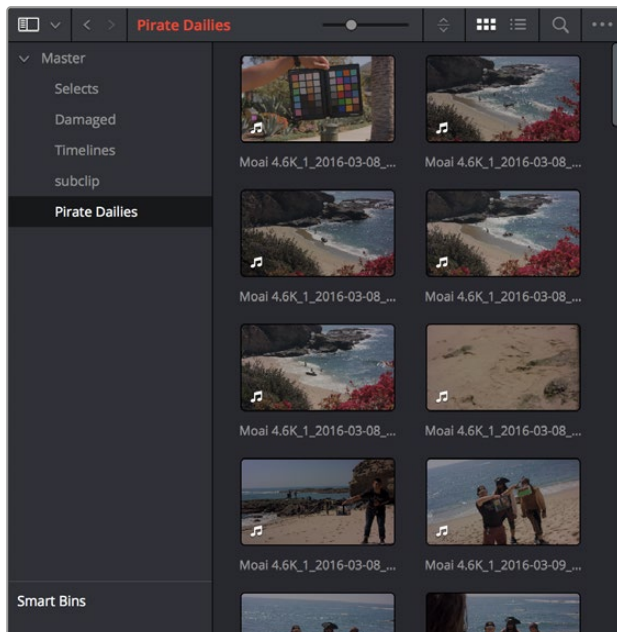 Pirate Dailies
Master
Selects
Damaged
Timelines
subclip
Pirate Dailies
Smart Bins
Moai 4.6K_1_2016-03-08_...
Moai 4.6K_1_2016-03-08_...
Moai 4.6K_1_2016-03-08_...
Moai 4.6K_1_2016-03-08_...
Moai 4.6K_1_2016-03-08_...
Moai 4.6K_1_2016-03-08_...
Moai 4.6K_1_2016-03-08_...
Moai 4.6K_1_2016-03-09_...